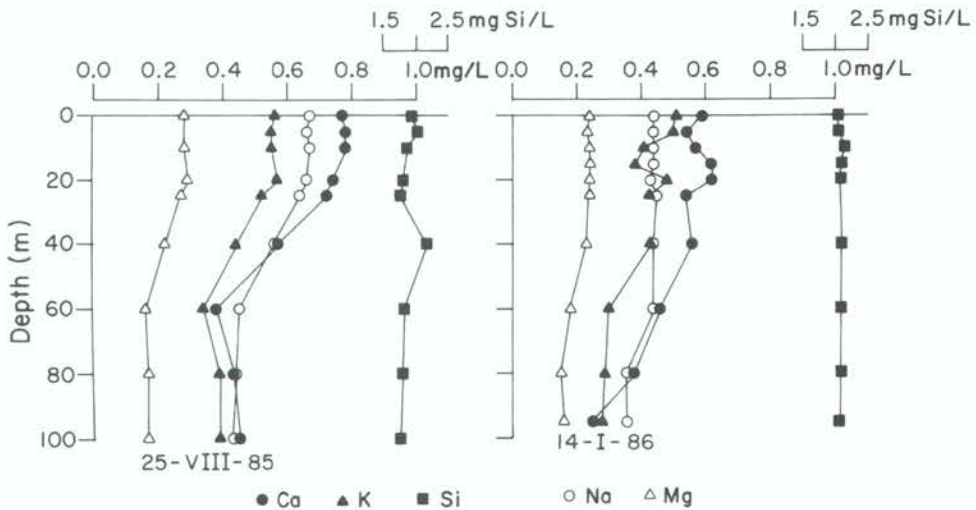 1.5 2.5 mg Si/L 1.5 2.5 mg Si/L
0.0 0.2 0.4 0.6 0.8 1.0 mg/L 0.0 0.2 0.4 0.6 0.8 1.0 mg/L
0
20
40
60
80
100
Depth (m)
25-VIII-85 14-I-86
Ca K Si Na Mg